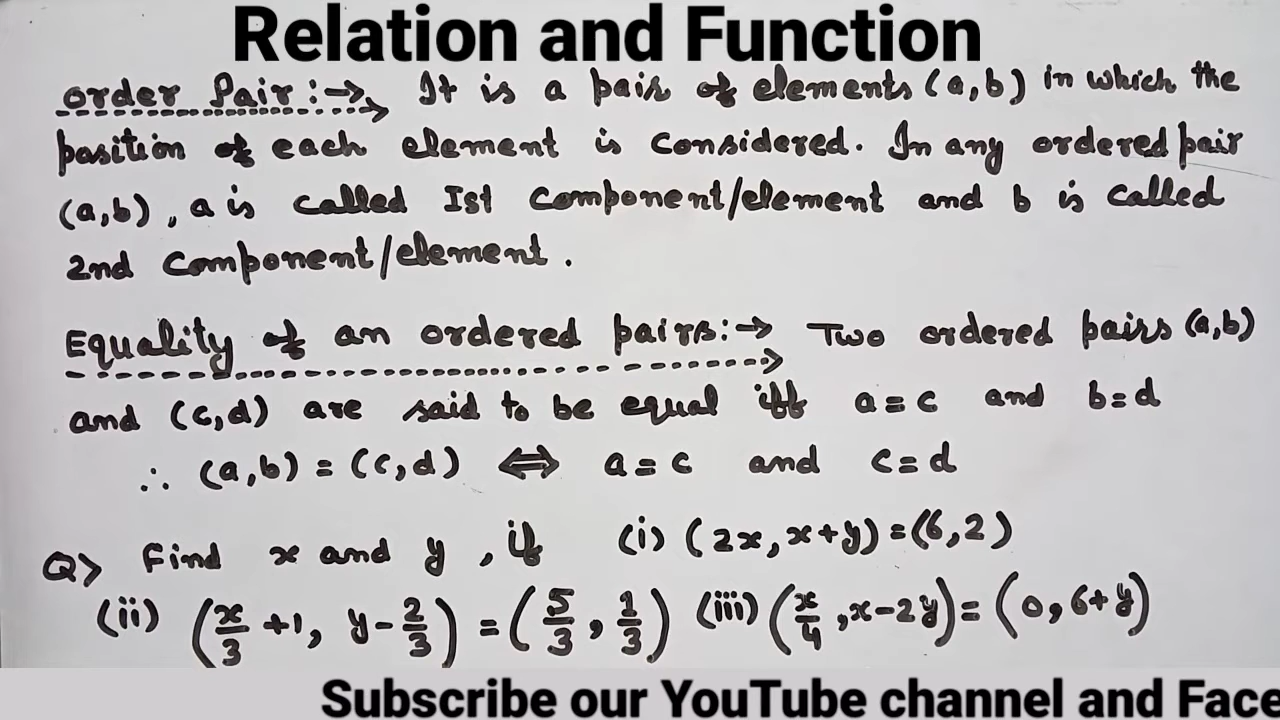 Relation and Function
order Pair:→ It is a pair of elements (a,b) in which the
position of each element is considered. In any ordered pair
(a,b), a is called Ist Component/element and b is called
2nd Component/element.
Equality of an ordered pairs:→ Two ordered pairs (a,b)
and (c,d) are said to be equal iff a=c and b=d
∴ (a,b) = (c,d) ⇔ a=c and c=d
Q> Find x and y, if (i) (2x, x+y)=(6,2)
(ii) (x/3 +1, y-2/3) = (5/3, 1/3) (iii) (x/4, x-2y)= (0, 6+y)
Subscribe our YouTube channel and Face